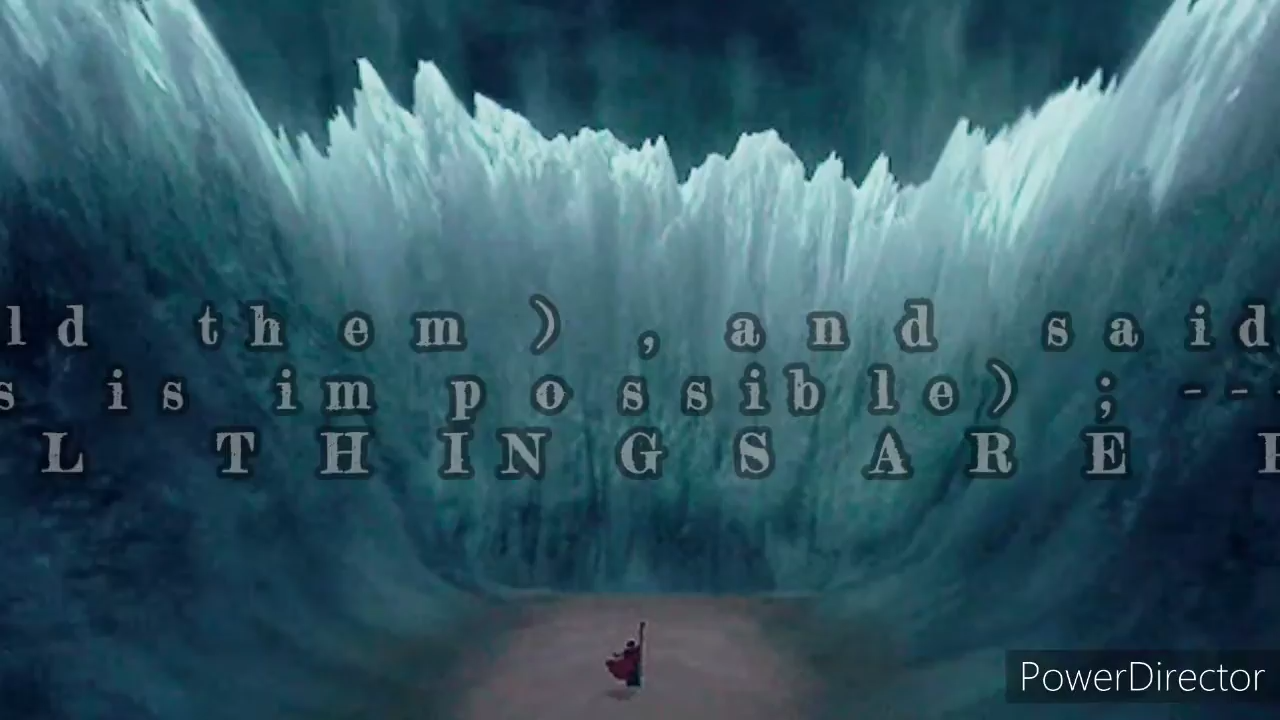 ld them), and said
s is impossible); --
L THINGS ARE
PowerDirector